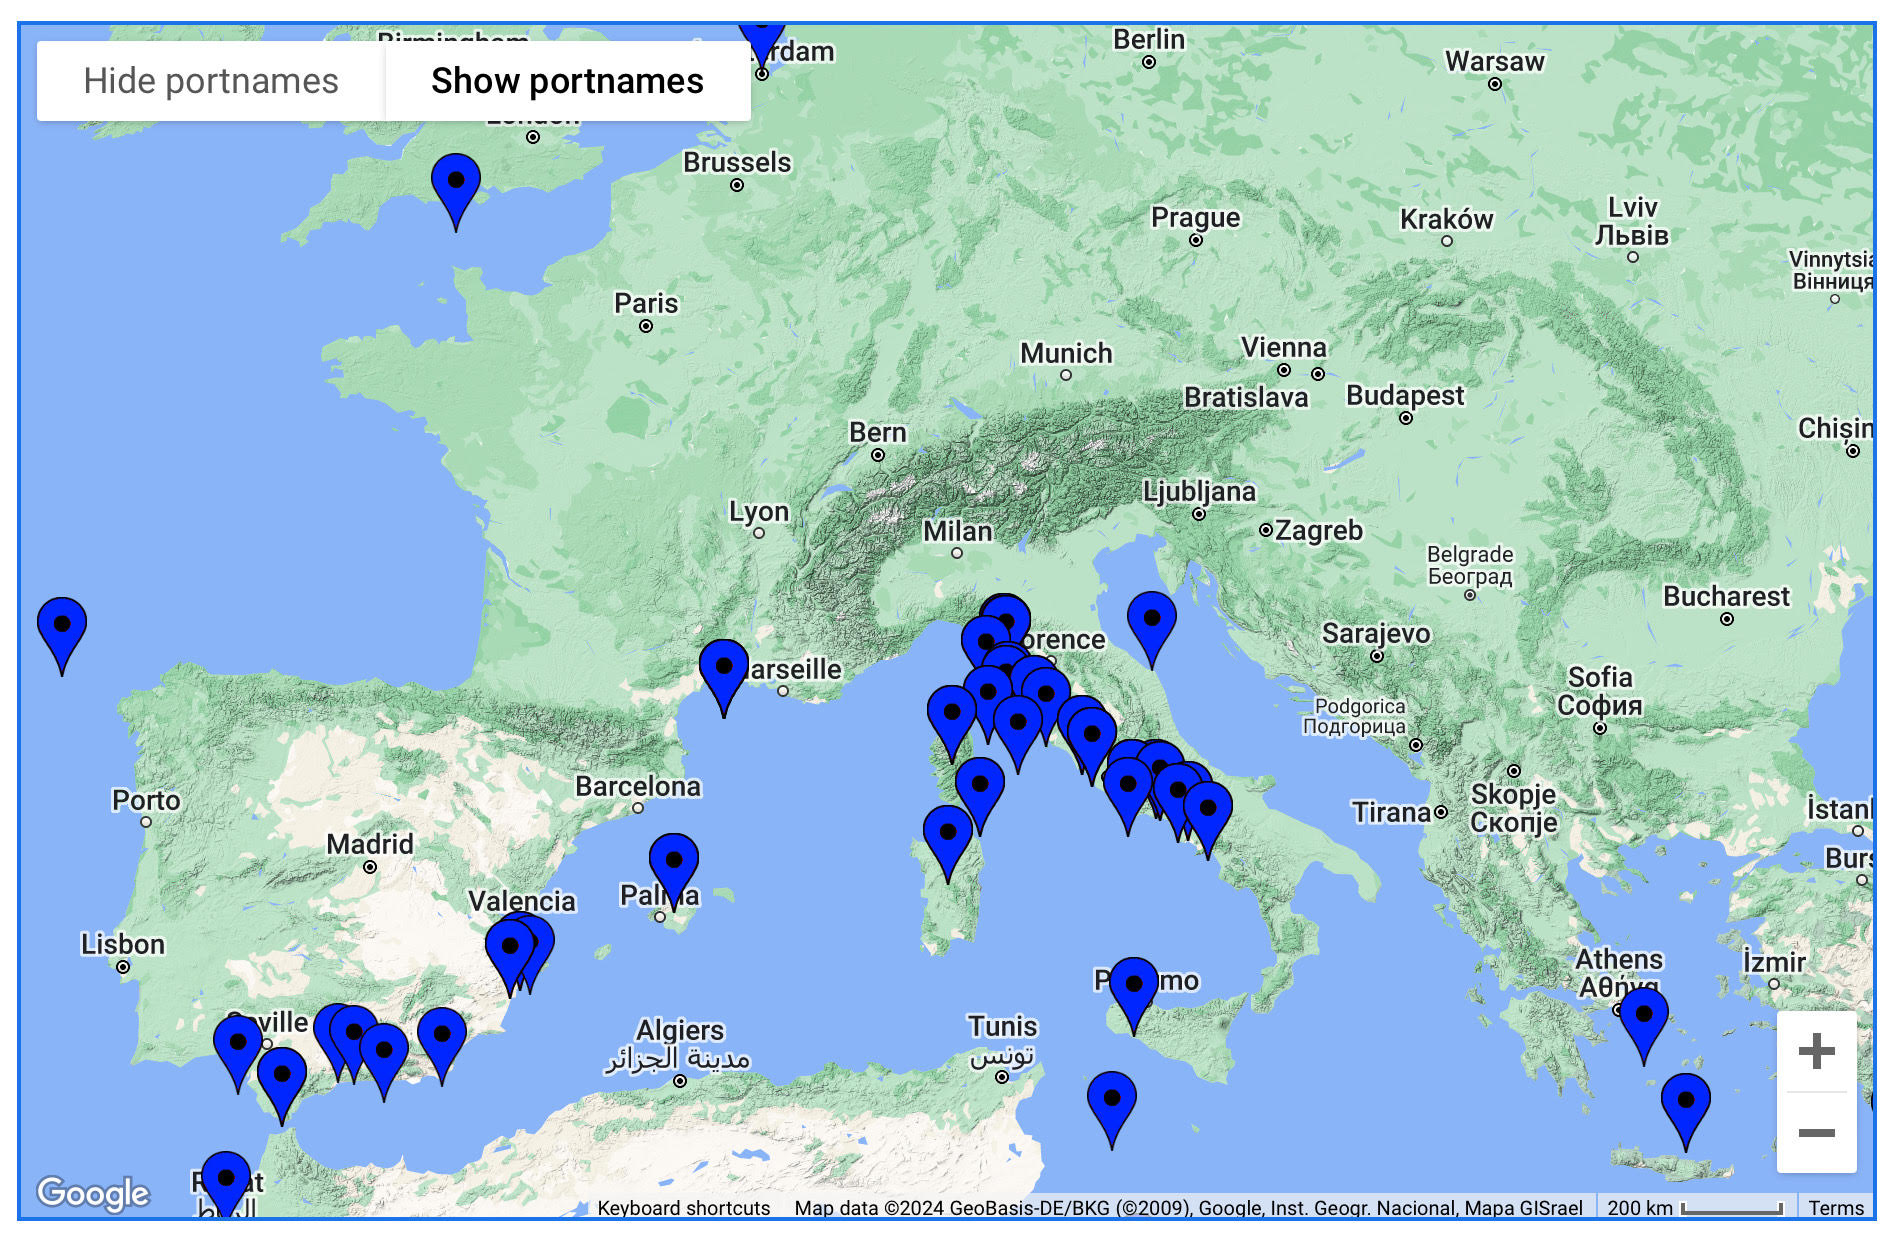 Hide portnames
Show portnames
Berlin
Warsaw
Brussels
Prague
Kraków
Lviv
Львів
Vinnytsia
Вінниця
Paris
Munich
Vienna
Bratislava
Budapest
Bern
Ljubljana
Lyon
Milan
Zagreb
Belgrade
Београд
Bucharest
Sarajevo
Sofia
София
Podgorica
Подгорица
Barcelona
Porto
Tirana
Skopje
Скопје
Madrid
Valencia
Lisbon
Athens
Αθήνα
İzmir
Algiers
مدينة الجزائر
Tunis
تونس
Google
Keyboard shortcuts
Map data ©2024 GeoBasis-DE/BKG (©2009), Google, Inst. Geogr. Nacional, Mapa GISrael
200 km
Terms